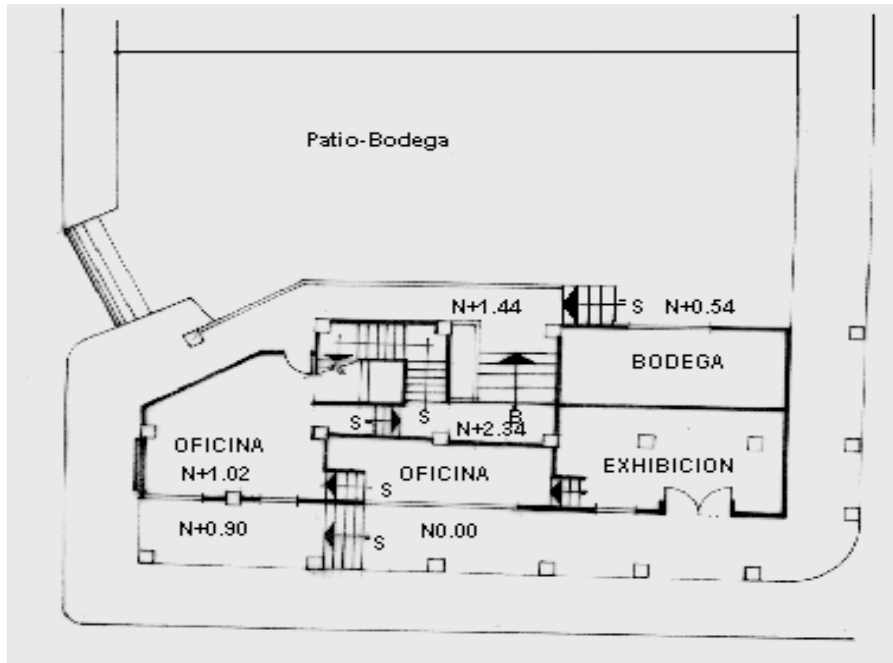 Patio-Bodega
N+1.44
S N+0.54
BODEGA
S
S
B
N+2.34
OFICINA
N+1.02
OFICINA
EXHIBICION
S
N+0.90
S
N0.00